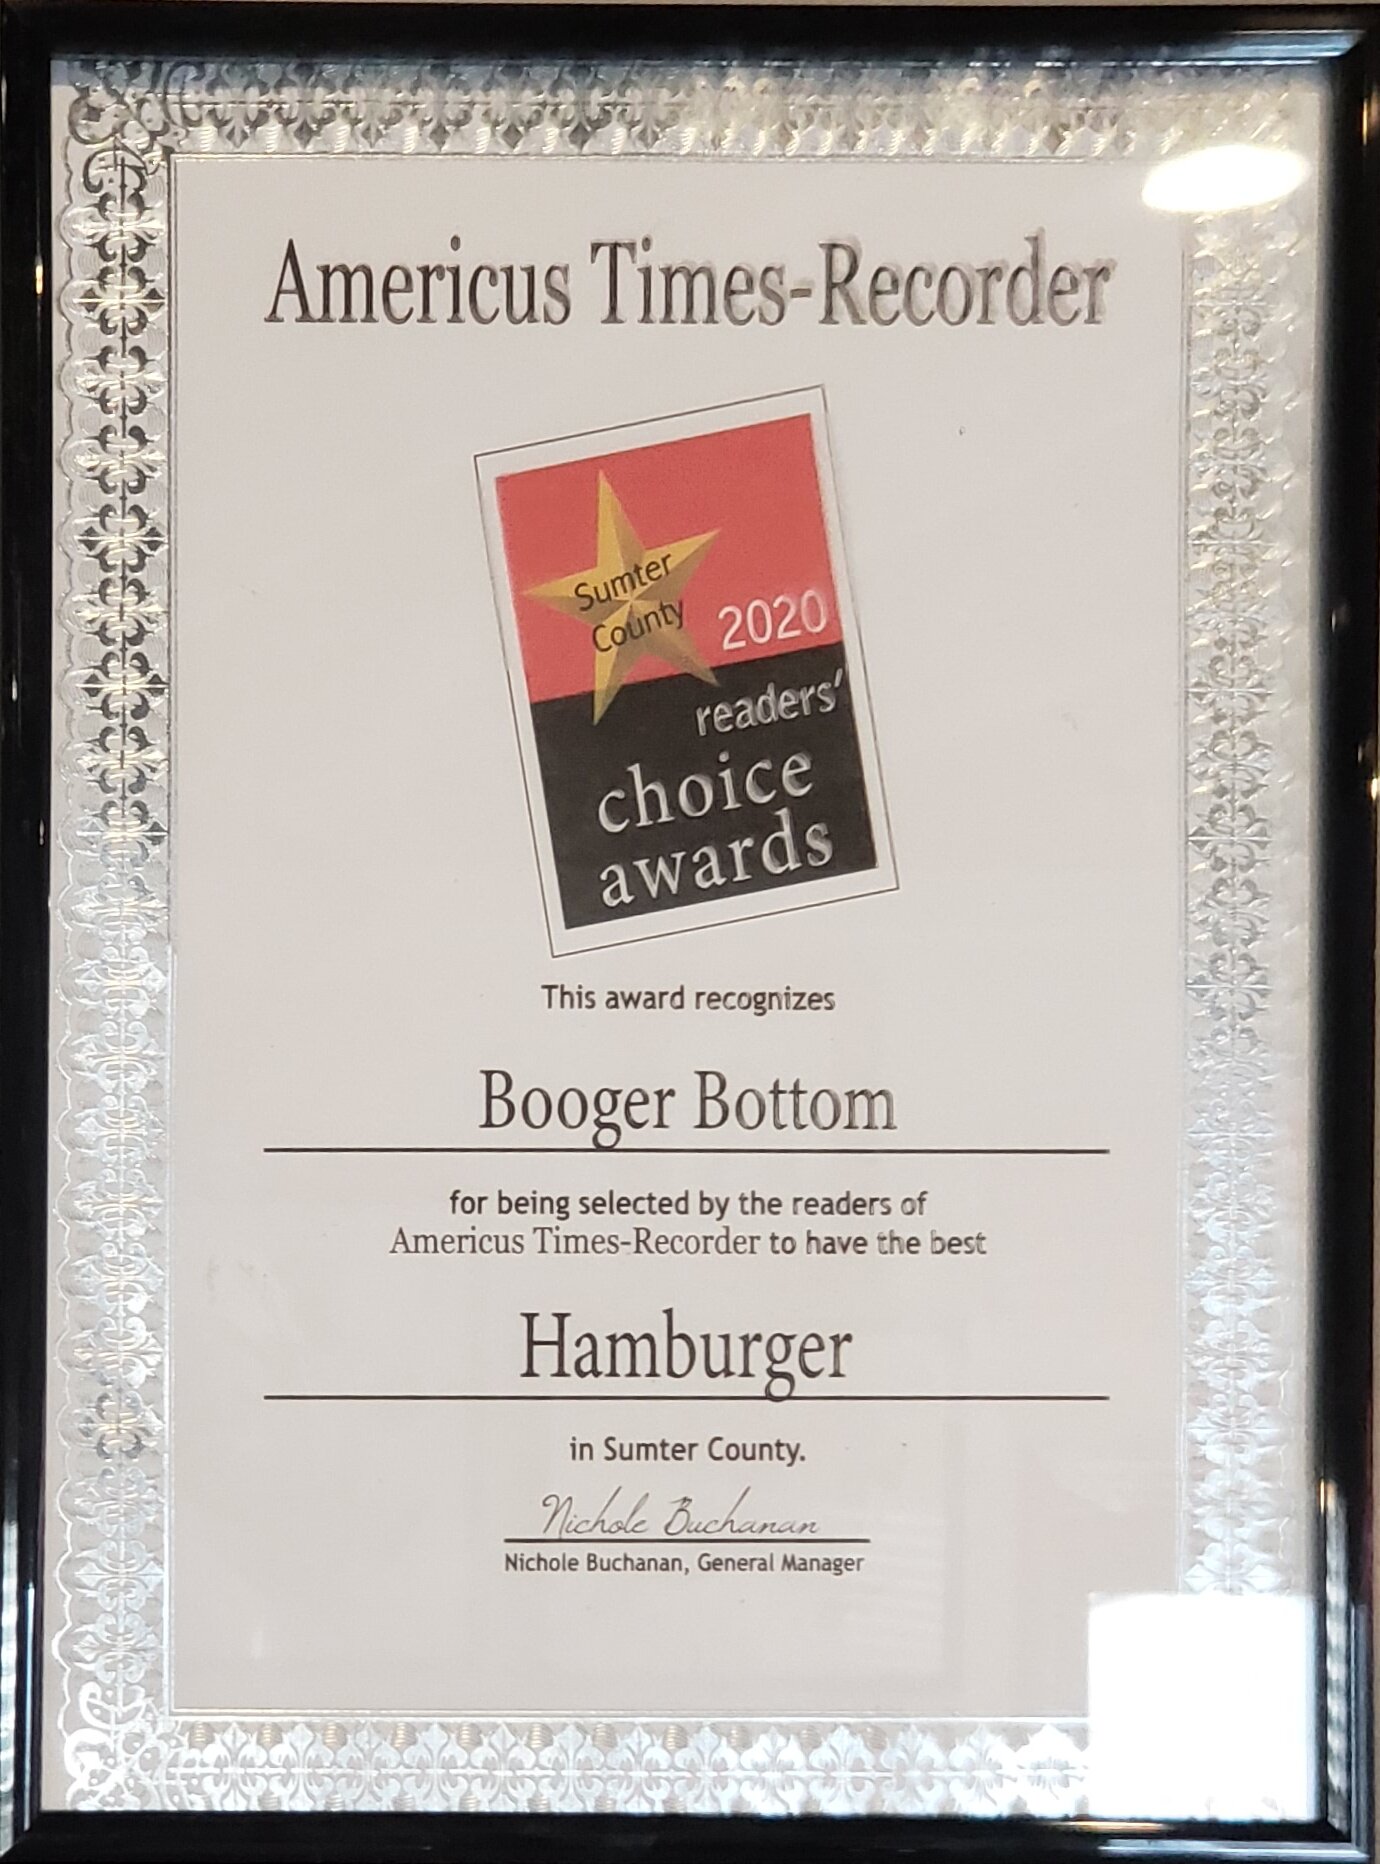 Americus Times-Recorder
Sumter
County
2020
readers'
choice
awards
This award recognizes
Booger Bottom
for being selected by the readers of
Americus Times-Recorder to have the best
Hamburger
in Sumter County.
Nichole Buchanan
Nichole Buchanan, General Manager